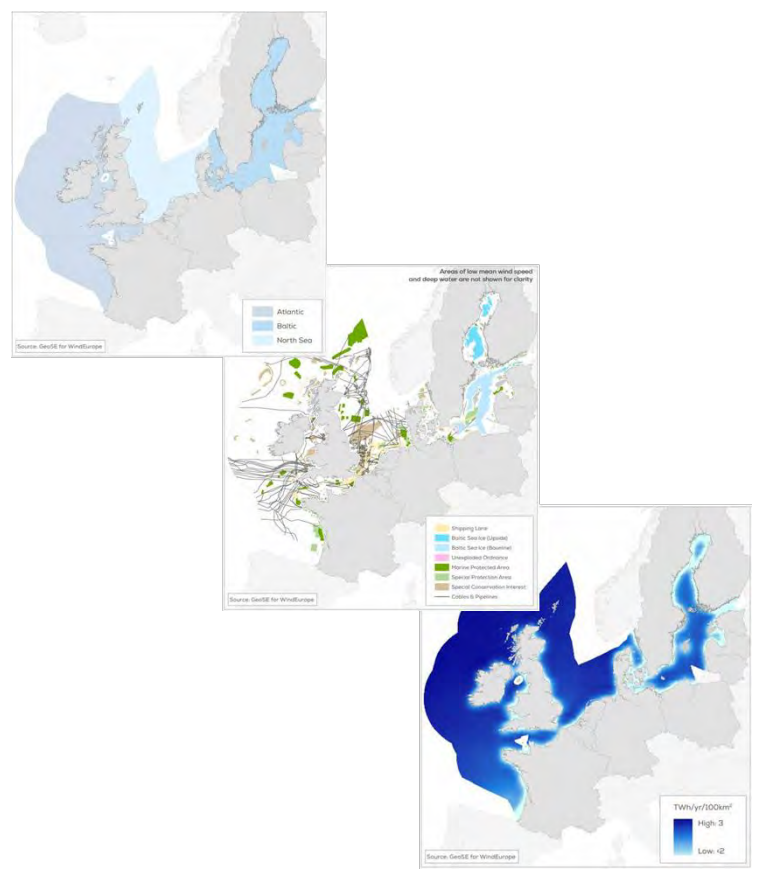 Atlantic
Baltic
North Sea
Source: GeoSE for WindEurope
Areas of low mean wind speed
and deep water are not shown for clarity
Shipping Lane
Baltic Sea Ice (Upside)
Baltic Sea Ice (Baseline)
Unexploded Ordnance
Marine Protected Area
Special Protection Area
Special Conservation Interest
Cables & Pipelines
Source: GeoSE for WindEurope
TWh/yr/100km²
High: 3
Low: <2
Source: GeoSE for WindEurope